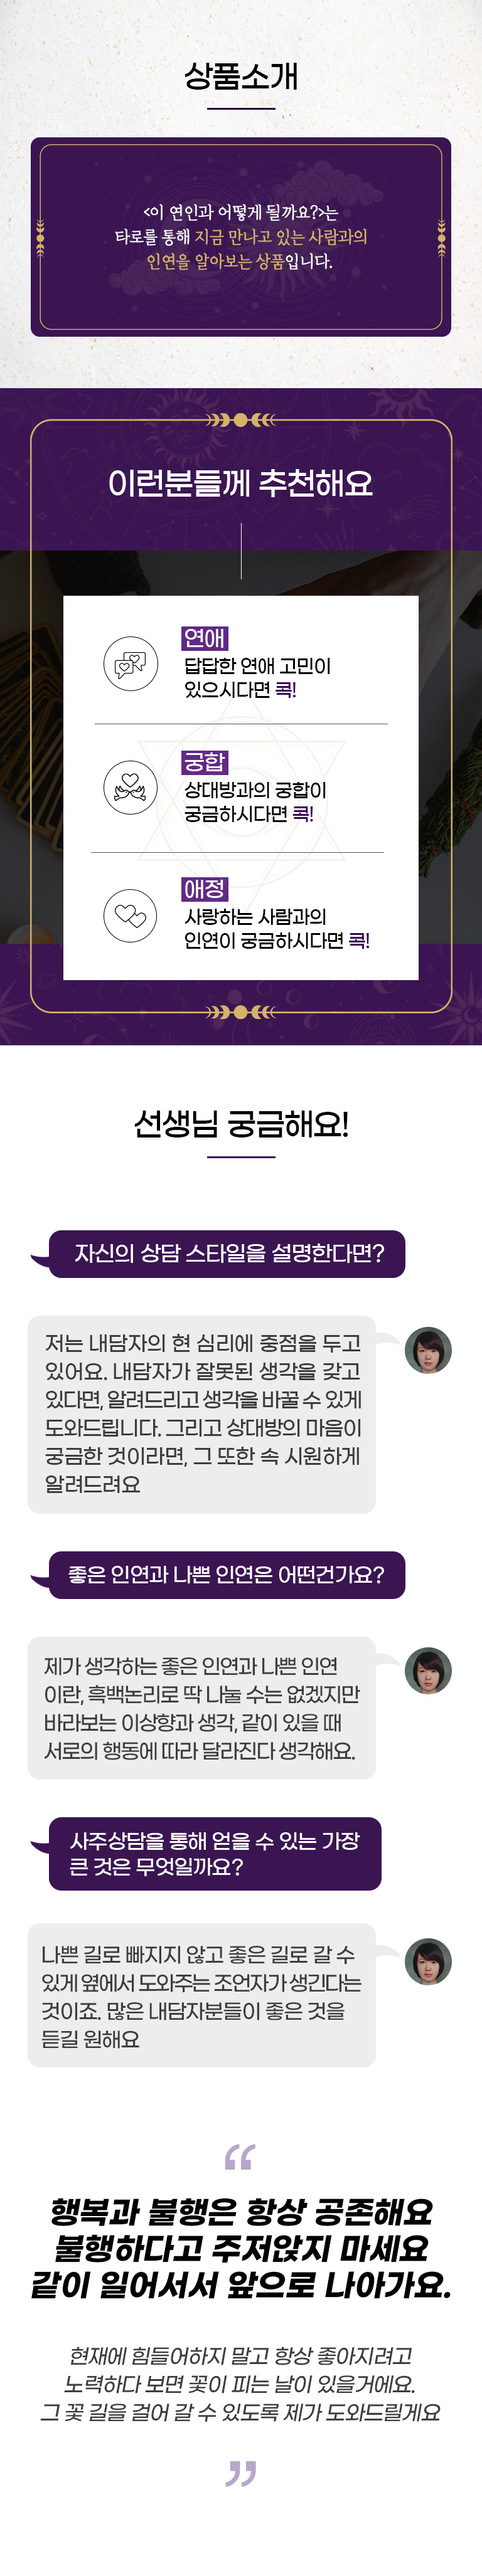 상품소개
<이 연인과 어떻게 될까요?>는
타로를 통해 지금 만나고 있는 사람과의
인연을 알아보는 상품입니다.
이런분들께 추천해요
연애
답답한 연애 고민이
있으시다면 콕!
궁합
상대방과의 궁합이
궁금하시다면 콕!
애정
사랑하는 사람과의
인연이 궁금하시다면 콕!
선생님 궁금해요!
자신의 상담 스타일을 설명한다면?
저는 내담자의 현 심리에 중점을 두고
있어요. 내담자가 잘못된 생각을 갖고
있다면, 알려드리고 생각을 바꿀 수 있게
도와드립니다. 그리고 상대방의 마음이
궁금한 것이라면, 그 또한 속 시원하게
알려드려요
좋은 인연과 나쁜 인연은 어떤건가요?
제가 생각하는 좋은 인연과 나쁜 인연
이란, 흑백논리로 딱 나눌 수는 없겠지만
바라보는 이상향과 생각, 같이 있을 때
서로의 행동에 따라 달라진다 생각해요.
사주상담을 통해 얻을 수 있는 가장
큰 것은 무엇일까요?
나쁜 길로 빠지지 않고 좋은 길로 갈 수
있게 옆에서 도와주는 조언자가 생긴다는
것이죠. 많은 내담자분들이 좋은 것을
듣길 원해요
“
행복과 불행은 항상 공존해요
불행하다고 주저앉지 마세요
같이 일어서서 앞으로 나아가요.
현재에 힘들어하지 말고 항상 좋아지려고
노력하다 보면 꽃이 피는 날이 있을거에요.
그 꽃 길을 걸어 갈 수 있도록 제가 도와드릴게요
”